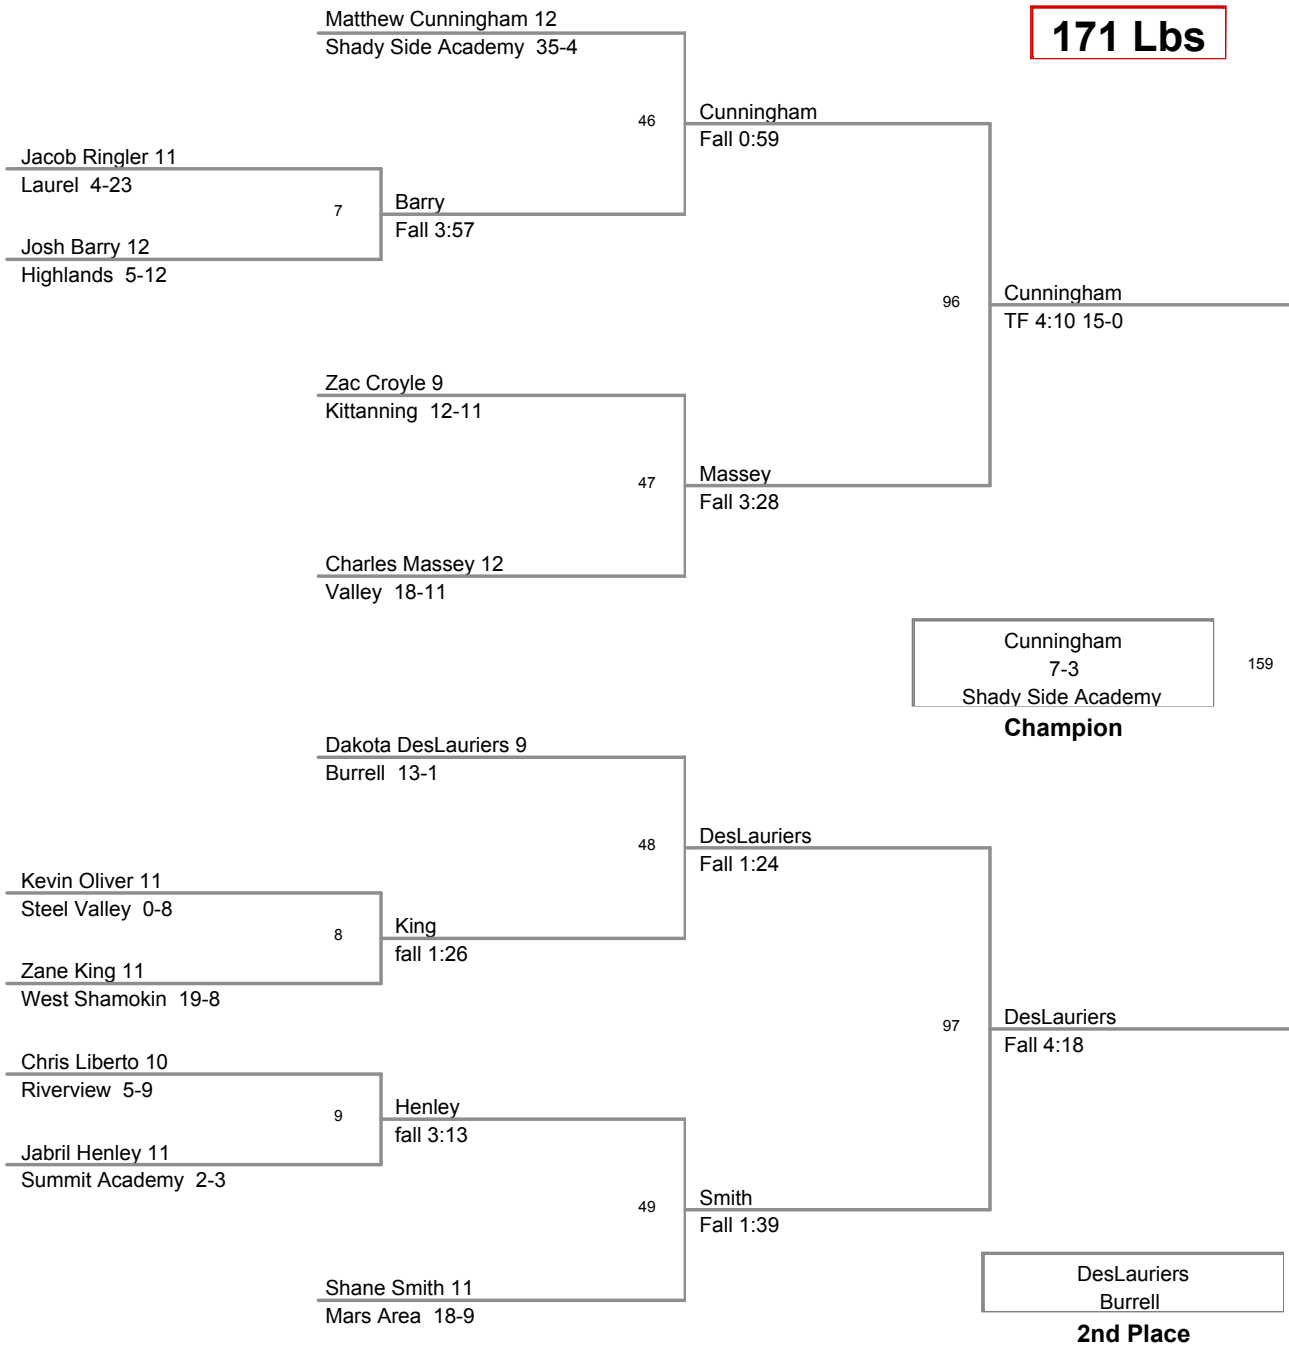 Matthew Cunningham 12
Shady Side Academy  35-4
171 Lbs
46
Cunningham
Fall 0:59
Jacob Ringler 11
Laurel  4-23
7
Barry
Fall 3:57
Josh Barry 12
Highlands  5-12
96
Cunningham
TF 4:10 15-0
Zac Croyle 9
Kittanning  12-11
47
Massey
Fall 3:28
Charles Massey 12
Valley  18-11
Cunningham
7-3
Shady Side Academy
Champion
159
Dakota DesLauriers 9
Burrell  13-1
48
DesLauriers
Fall 1:24
Kevin Oliver 11
Steel Valley  0-8
8
King
fall 1:26
Zane King 11
West Shamokin  19-8
97
DesLauriers
Fall 4:18
Chris Liberto 10
Riverview  5-9
9
Henley
fall 3:13
Jabril Henley 11
Summit Academy  2-3
49
Smith
Fall 1:39
Shane Smith 11
Mars Area  18-9
DesLauriers
Burrell
2nd Place